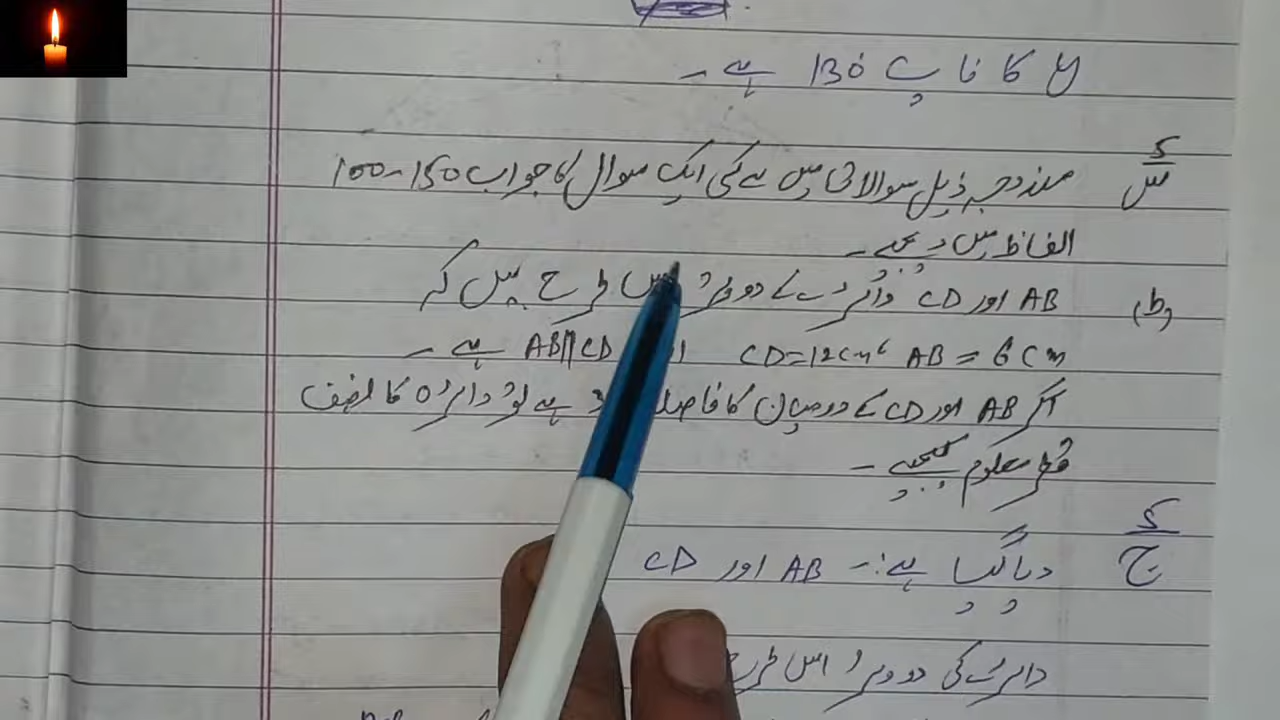 y کا ناپ 130° ہے۔
5 س مندرجہ ذیل سوالات میں سے کسی ایک سوال کا جواب 100-150
الفاظ میں دیجیے۔
(ط) AB اور CD دائرے کے دو وتر طرح ہیں کہ
AB = 6cm، CD=12cm AB||CD ہے۔
اگر AB اور CD کے درمیان کا فاصلہ ہے تو دائرہ O کا نصف
قطر معلوم کیجیے۔
5 ج دیا گیا ہے:- AB اور CD
دائرے کی دو وتر اس طرح